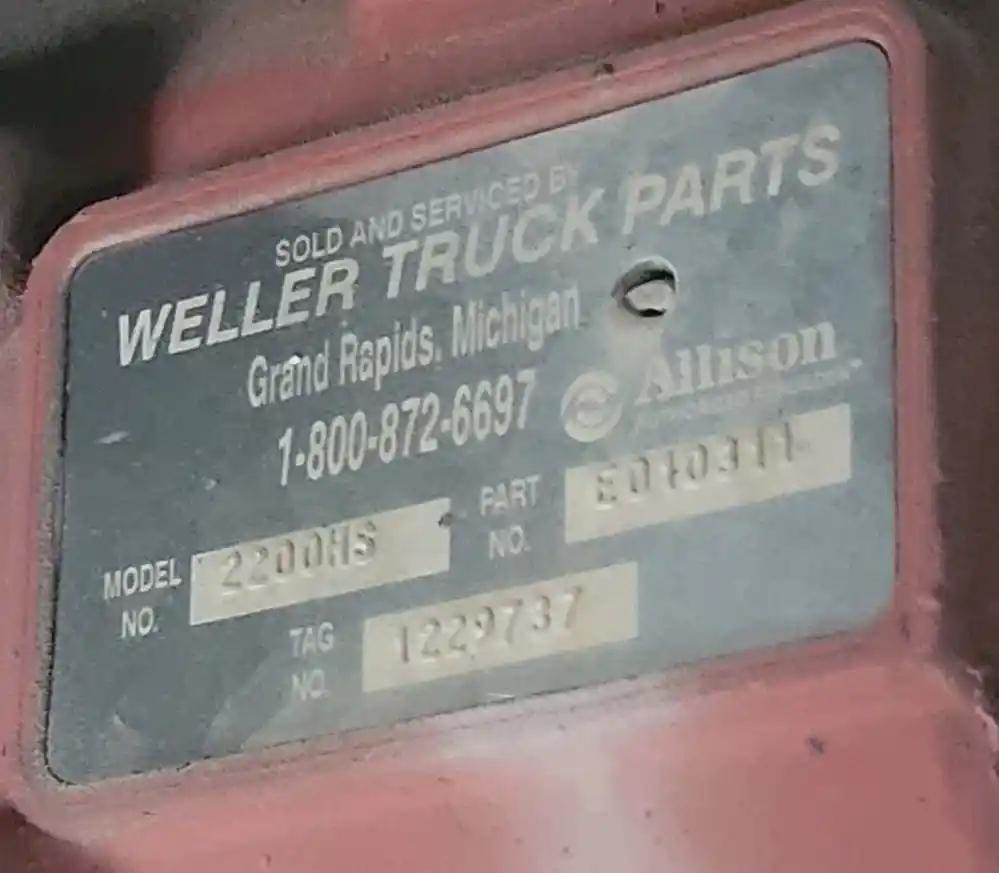 SOLD AND SERVICED BY
WELLER TRUCK PARTS
Grand Rapids, Michigan
1-800-872-6697
Allison
MODEL NO. 2200HS
PART NO. E010311
TAG NO. 1229737